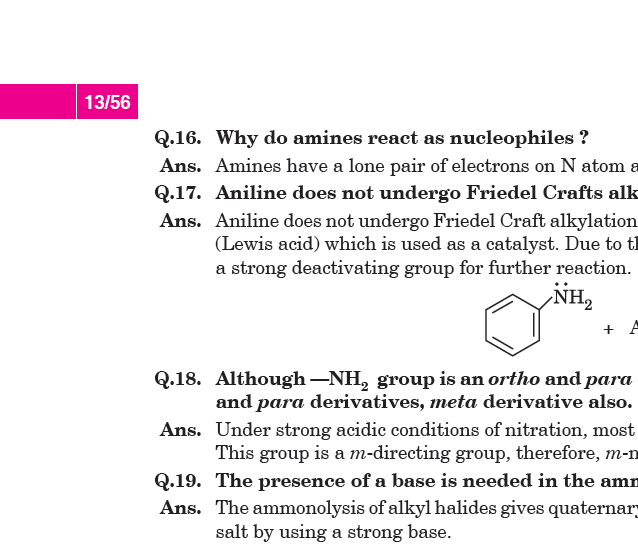 13/56
Q.16. Why do amines react as nucleophiles ?
Ans. Amines have a lone pair of electrons on N atom a
Q.17. Aniline does not undergo Friedel Crafts alk
Ans. Aniline does not undergo Friedel Craft alkylation
(Lewis acid) which is used as a catalyst. Due to th
a strong deactivating group for further reaction.
N̈H₂
+ A
Q.18. Although —NH₂ group is an ortho and para
and para derivatives, meta derivative also.
Ans. Under strong acidic conditions of nitration, most
This group is a m-directing group, therefore, m-n
Q.19. The presence of a base is needed in the amm
Ans. The ammonolysis of alkyl halides gives quaternary
salt by using a strong base.